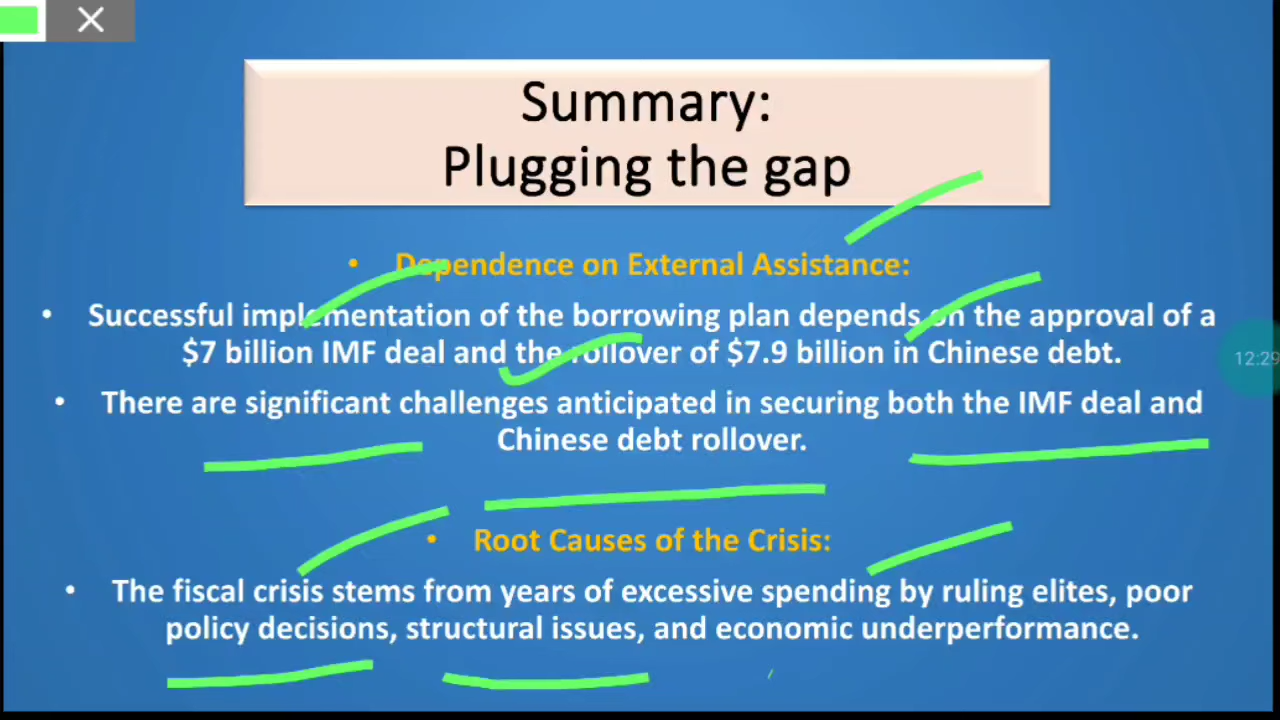 Summary:
Plugging the gap
• Dependence on External Assistance:
• Successful implementation of the borrowing plan depends on the approval of a
$7 billion IMF deal and the rollover of $7.9 billion in Chinese debt.
• There are significant challenges anticipated in securing both the IMF deal and
Chinese debt rollover.
• Root Causes of the Crisis:
• The fiscal crisis stems from years of excessive spending by ruling elites, poor
policy decisions, structural issues, and economic underperformance.
12:29